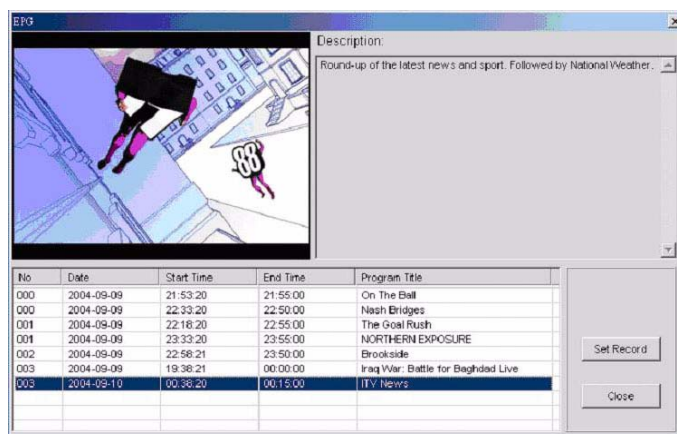 EPG
Description:
Round-up of the latest news and sport. Followed by National Weather.
88
No Date Start Time End Time Program Title
000 2004-09-09 21:53:20 21:55:00 On The Ball
000 2004-09-09 22:33:20 22:50:00 Nash Bridges
001 2004-09-09 22:18:20 22:55:00 The Goal Rush
001 2004-09-09 23:33:20 23:55:00 NORTHERN EXPOSURE
002 2004-09-09 22:58:21 23:50:00 Brookside
003 2004-09-09 19:38:21 00:00:00 Iraq War: Battle for Baghdad Live
003 2004-09-10 00:38:20 00:15:00 ITV News
Set Record
Close